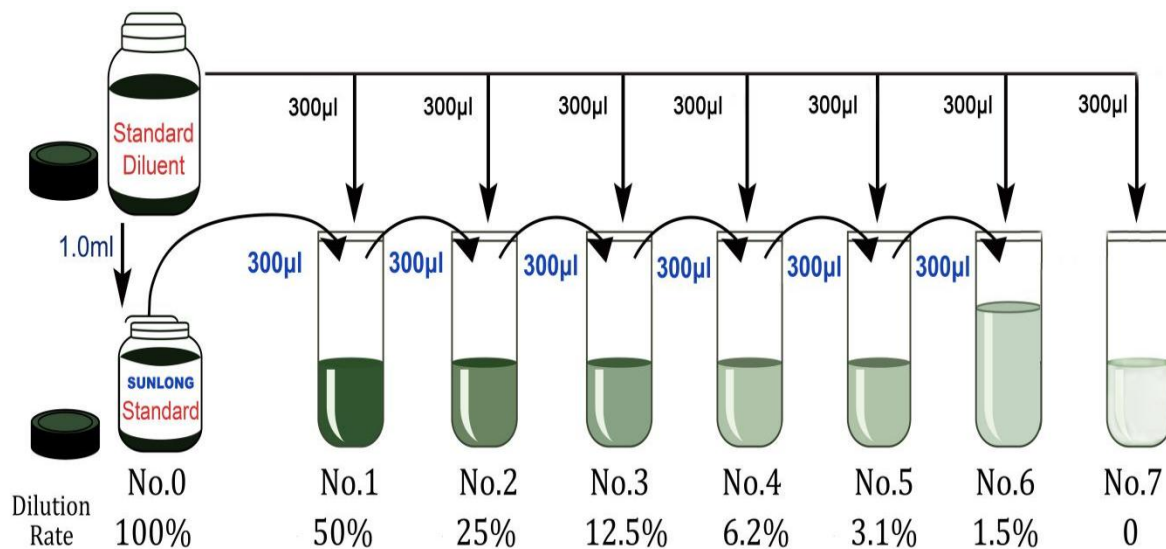 300µl 300µl 300µl 300µl 300µl 300µl 300µl
Standard
Diluent
1.0ml
300µl 300µl 300µl 300µl 300µl 300µl
SUNLONG
Standard
No.0 No.1 No.2 No.3 No.4 No.5 No.6 No.7
Dilution
Rate 100% 50% 25% 12.5% 6.2% 3.1% 1.5% 0